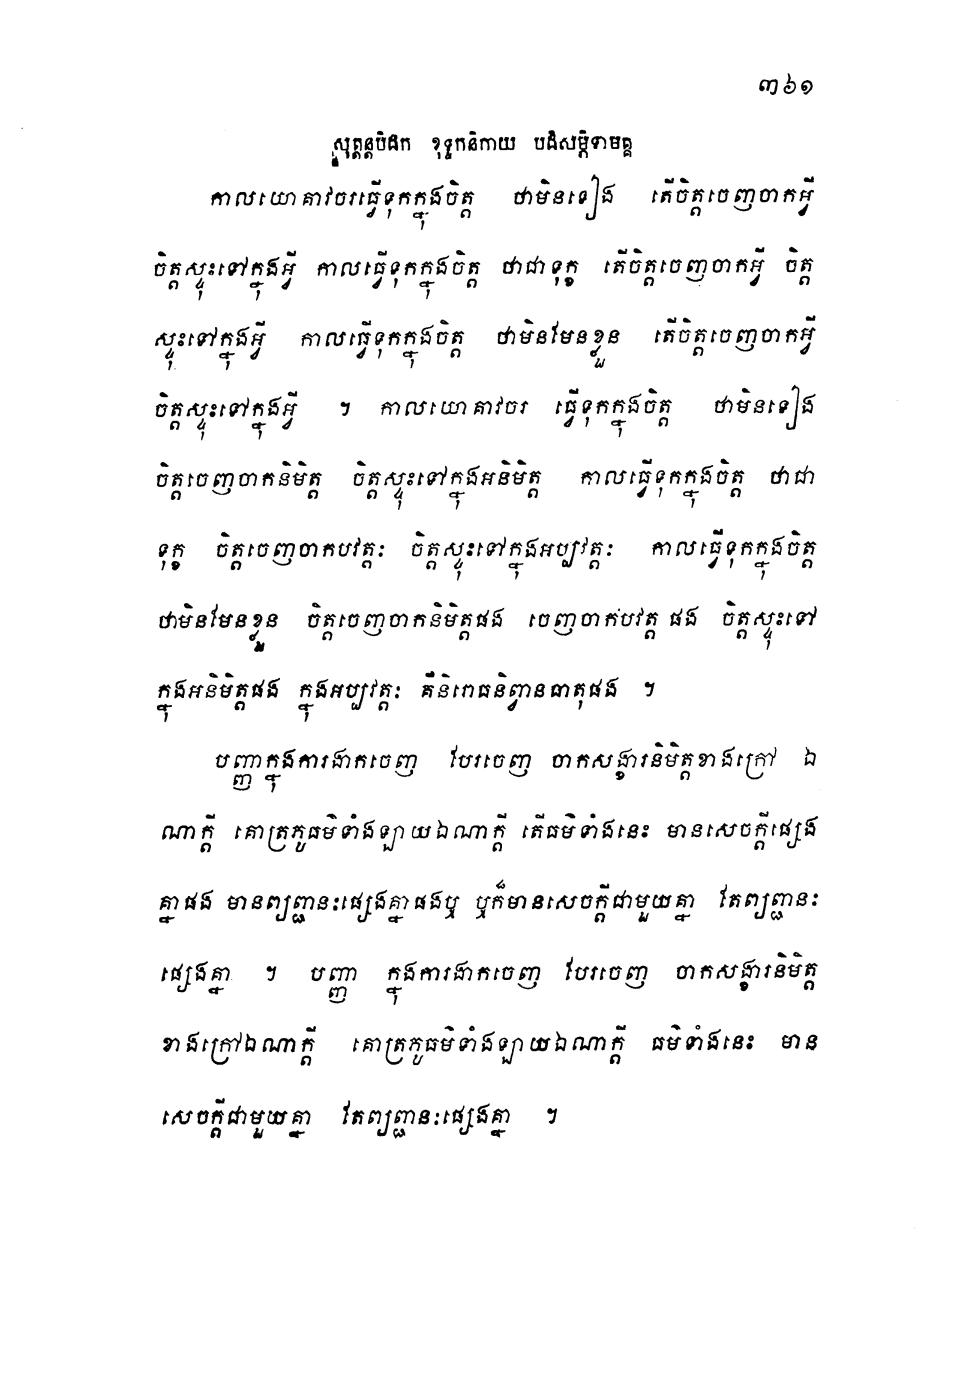 ៣៦១
សុត្តន្តបិដក ខុទ្ទកនិកាយ បដិសម្ភិទាមគ្គ
កាលយោគាវចរធ្វើទុកក្នុងចិត្ត ថាមិនទៀង តើចិត្តចេញចាកអ្វី
ចិត្តស្ទុះទៅក្នុងអ្វី កាលធ្វើទុកក្នុងចិត្ត ថាជាទុក្ខ តើចិត្តចេញចាកអ្វី ចិត្ត
ស្ទុះទៅក្នុងអ្វី កាលធ្វើទុកក្នុងចិត្ត ថាមិនមែនខ្លួន តើចិត្តចេញចាកអ្វី
ចិត្តស្ទុះទៅក្នុងអ្វី ។ កាលយោគាវចរ ធ្វើទុកក្នុងចិត្ត ថាមិនទៀង
ចិត្តចេញចាកនិមិត្ត ចិត្តស្ទុះទៅក្នុងអនិមិត្ត កាលធ្វើទុកក្នុងចិត្ត ថាជា
ទុក្ខ ចិត្តចេញចាកបវត្តៈ ចិត្តស្ទុះទៅក្នុងអប្បវត្តៈ កាលធ្វើទុកក្នុងចិត្ត
ថាមិនមែនខ្លួន ចិត្តចេញចាកនិមិត្តផង ចេញចាក់បវត្ត ផង ចិត្តស្ទុះទៅ
ក្នុងអនិមិត្តផង ក្នុងអប្បវត្តៈ គឺនិរោធនិព្វានធាតុផង ។
បញ្ញាក្នុងការងាកចេញ បែរចេញ ចាកសង្ខារនិមិត្តខាងក្រៅ ឯ
ណាក្តី គោត្រភូធម៌ទាំងឡាយឯណាក្តី តើធម៌ទាំងនេះ មានសេចក្តីផ្សេង
គ្នាផង មានព្យញ្ជនៈផ្សេងគ្នាផងឬ ឬក៏មានសេចក្តីជាមួយគ្នា តែព្យញ្ជនៈ
ផ្សេងគ្នា ។ បញ្ញា ក្នុងការងាកចេញ បែរចេញ ចាកសង្ខារនិមិត្ត
ខាងក្រៅឯណាក្តី គោត្រភូធម៌ទាំងឡាយឯណាក្តី ធម៌ទាំងនេះ មាន
សេចក្តីជាមួយគ្នា តែព្យញ្ជនៈផ្សេងគ្នា ។